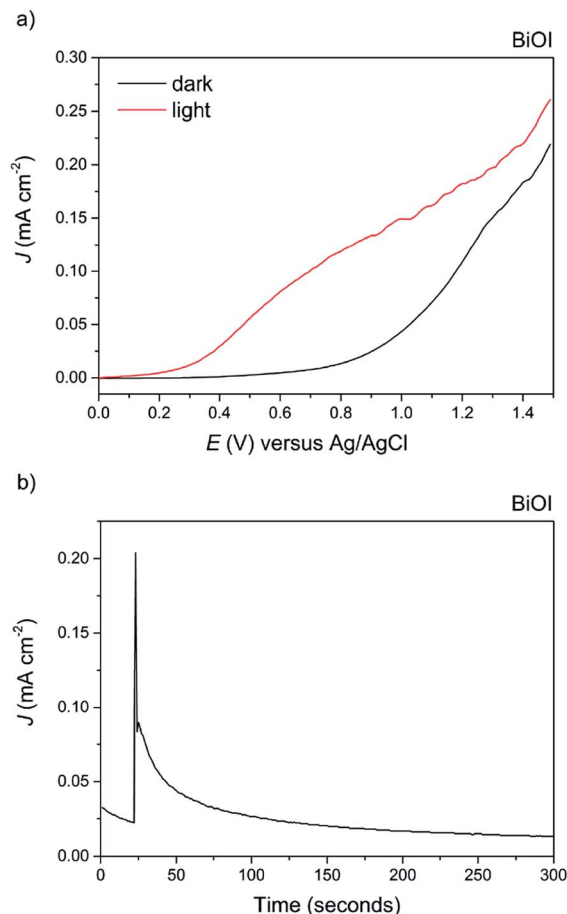 a)
BiOI
dark
light
0.30
0.25
0.20
0.15
0.10
0.05
0.00
J (mA cm⁻²)
0.0 0.2 0.4 0.6 0.8 1.0 1.2 1.4
E (V) versus Ag/AgCl
b)
BiOI
0.20
0.15
0.10
0.05
0.00
J (mA cm⁻²)
0 50 100 150 200 250 300
Time (seconds)